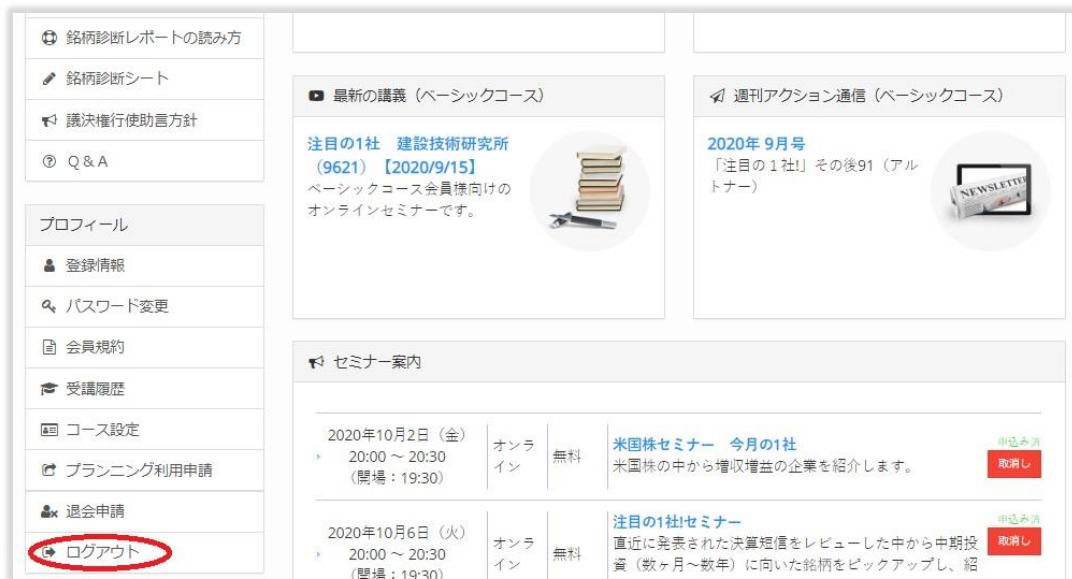 銘柄診断レポートの読み方
銘柄診断シート
議決権行使助言方針
Q & A
プロフィール
登録情報
パスワード変更
会員規約
受講履歴
コース設定
プランニング利用申請
退会申請
ログアウト
最新の講義（ベーシックコース）
注目の1社　建設技術研究所
（9621）【2020/9/15】
ベーシックコース会員様向けの
オンラインセミナーです。
週刊アクション通信（ベーシックコース）
2020年 9月号
「注目の１社!」その後91（アル
トナー）
NEWSLETTER
セミナー案内
2020年10月2日（金）
20:00 ～ 20:30
（開場：19:30）
オンラ
イン
無料
米国株セミナー　今月の1社
米国株の中から増収増益の企業を紹介します。
申込み済
取消し
2020年10月6日（火）
20:00 ～ 20:30
（開場：19:30）
オンラ
イン
無料
注目の1社!セミナー
直近に発表された決算短信をレビューした中から中期投
資（数ヶ月～数年）に向いた銘柄をピックアップし、紹
申込み済
取消し